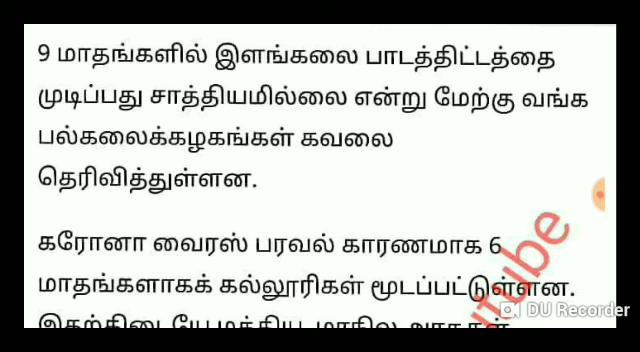 9 மாதங்களில் இளங்கலை பாடத்திட்டத்தை
முடிப்பது சாத்தியமில்லை என்று மேற்கு வங்க
பல்கலைக்கழகங்கள் கவலை
தெரிவித்துள்ளன.
கரோனா வைரஸ் பரவல் காரணமாக 6
மாதங்களாகக் கல்லூரிகள் மூடப்பட்டுள்ளன.
DU Recorder